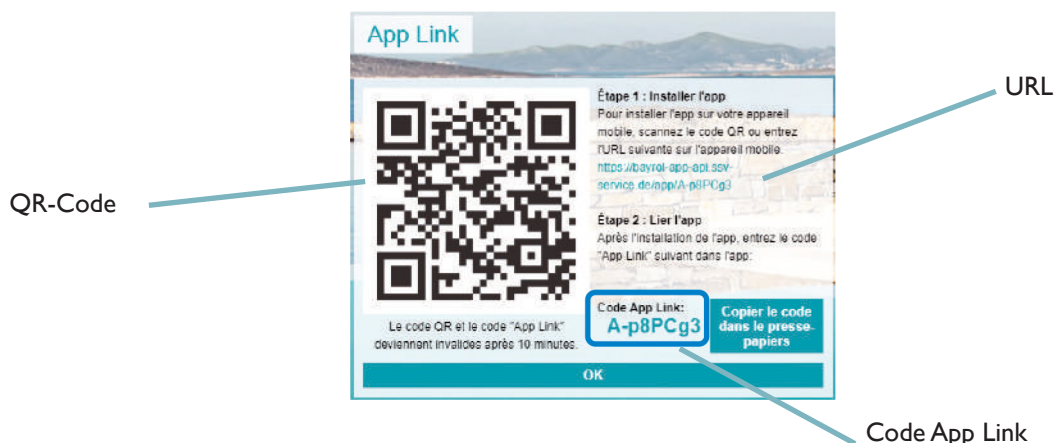 App Link
Étape 1 : Installer l'app
Pour installer l'app sur votre appareil
mobile, scannez le code QR ou entrez
l'URL suivante sur l'appareil mobile.
https://bayrol-app-api.ssv-
service.de/app/A-p8PCg3
URL
QR-Code
Étape 2 : Lier l'app
Après l'installation de l'app, entrez le code
"App Link" suivant dans l'app:
Code App Link:
A-p8PCg3
Copier le code
dans le presse-
papiers
Le code QR et le code "App Link"
deviennent invalides après 10 minutes.
OK
Code App Link